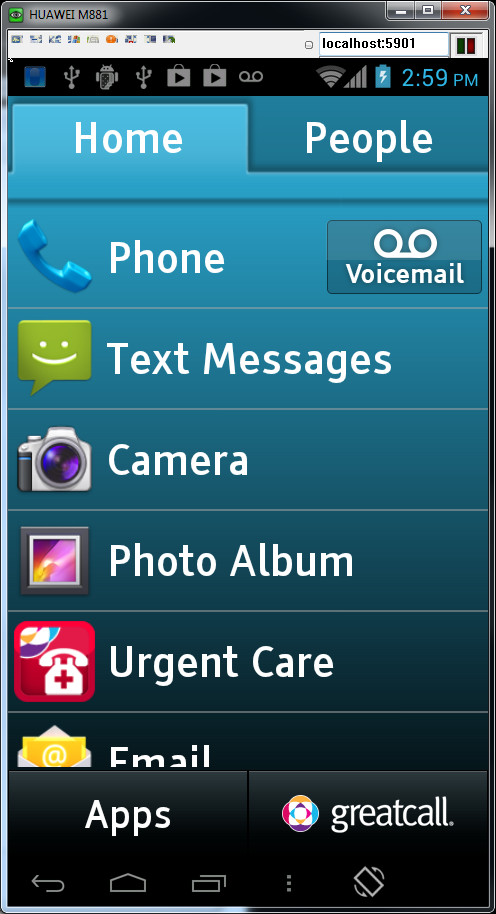 HUAWEI M881
localhost:5901
2:59 PM
Home
People
Phone
Voicemail
Text Messages
Camera
Photo Album
Urgent Care
Email
Apps
greatcall.